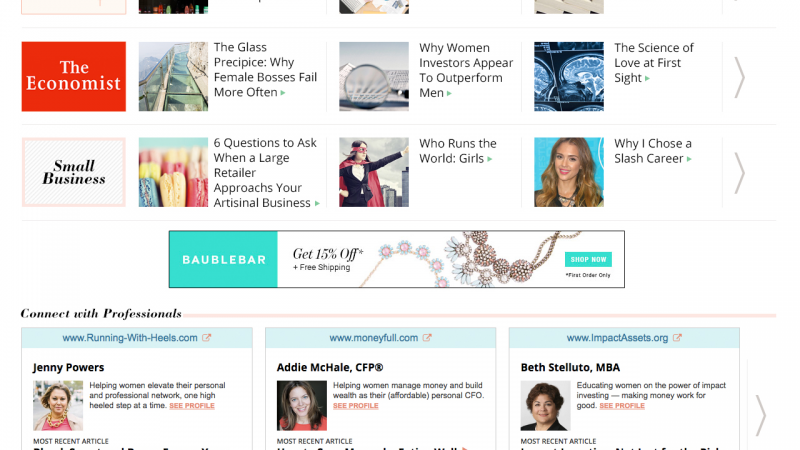 The
Economist
The Glass
Precipice: Why
Female Bosses Fail
More Often
Why Women
Investors Appear
To Outperform
Men
The Science of
Love at First
Sight
Small
Business
6 Questions to Ask
When a Large
Retailer
Approachs Your
Artisinal Business
Who Runs the
World: Girls
Why I Chose a
Slash Career
BAUBLEBAR
Get 15% Off*
+ Free Shipping
SHOP NOW
*First Order Only
Connect with Professionals
www.Running-With-Heels.com
Jenny Powers
Helping women elevate their personal
and professional network, one high
heeled step at a time. SEE PROFILE
MOST RECENT ARTICLE
www.moneyfull.com
Addie McHale, CFP®
Helping women manage money and build
wealth as their (affordable) personal CFO.
SEE PROFILE
MOST RECENT ARTICLE
www.ImpactAssets.org
Beth Stelluto, MBA
Educating women on the power of impact
investing — making money work for
good. SEE PROFILE
MOST RECENT ARTICLE